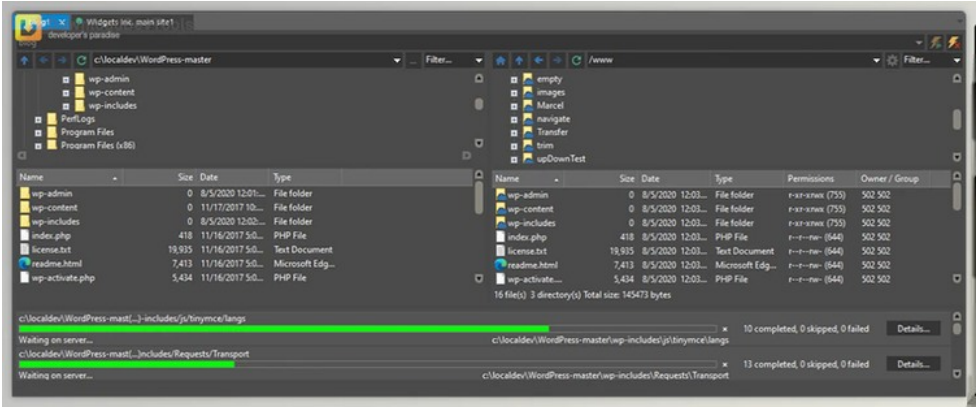 blog1 x Widgets Inc. main site1
developer's paradise
blog
c:\localdev\WordPress-master ... Filter...
/www Filter...
wp-admin
wp-content
wp-includes
PerfLogs
Program Files
Program Files (x86)
empty
images
Marcel
navigate
Transfer
trim
upDownTest
Name Size Date Type
wp-admin 0 8/5/2020 12:01:... File folder
wp-content 0 11/17/2017 10:... File folder
wp-includes 0 8/5/2020 12:02:... File folder
index.php 418 11/16/2017 5:0... PHP File
license.txt 19,935 11/16/2017 5:0... Text Document
readme.html 7,413 11/16/2017 5:0... Microsoft Edg...
wp-activate.php 5,434 11/16/2017 5:0... PHP File
Name Size Date Type Permissions Owner / Group
wp-admin 0 8/5/2020 12:03... File folder (755) 502 502
wp-content 0 8/5/2020 12:03... File folder (755) 502 502
wp-includes 0 8/5/2020 12:03... File folder (755) 502 502
index.php 418 8/5/2020 12:03... PHP File r--r--rw- (644) 502 502
license.txt 19,935 8/5/2020 12:03... Text Document r--r--rw- (644) 502 502
readme.html 7,413 8/5/2020 12:03... Microsoft Edg... r--r--rw- (644) 502 502
wp-activate.... 5,434 8/5/2020 12:03... PHP File r--r--rw- (644) 502 502
16 file(s) 3 directory(s) Total size: 145473 bytes
c:\localdev\WordPress-mast(...)-includes/js/tinymce/langs
10 completed, 0 skipped, 0 failed Details...
Waiting on server... c:\localdev\WordPress-master\wp-includes\js\tinymce\langs
c:\localdev\WordPress-mast(...)ncludes/Requests/Transport
13 completed, 0 skipped, 0 failed Details...
Waiting on server... c:\localdev\WordPress-master\wp-includes\Requests\Transport